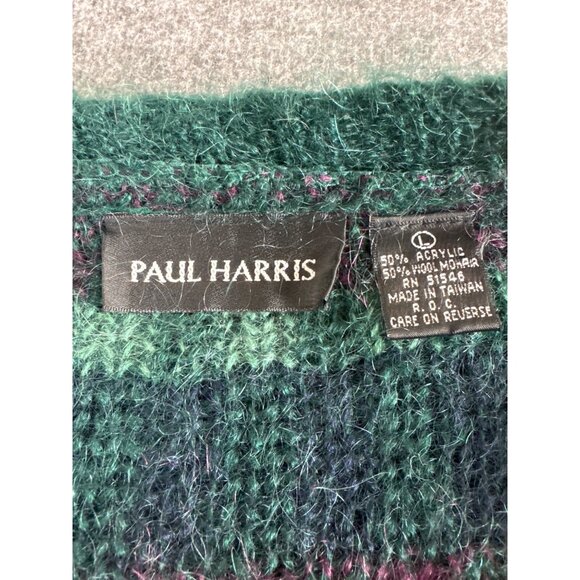 PAUL HARRIS
L
50% ACRYLIC
50% WOOL MOHAIR
RN 51546
MADE IN TAIWAN
R. O. C.
CARE ON REVERSE